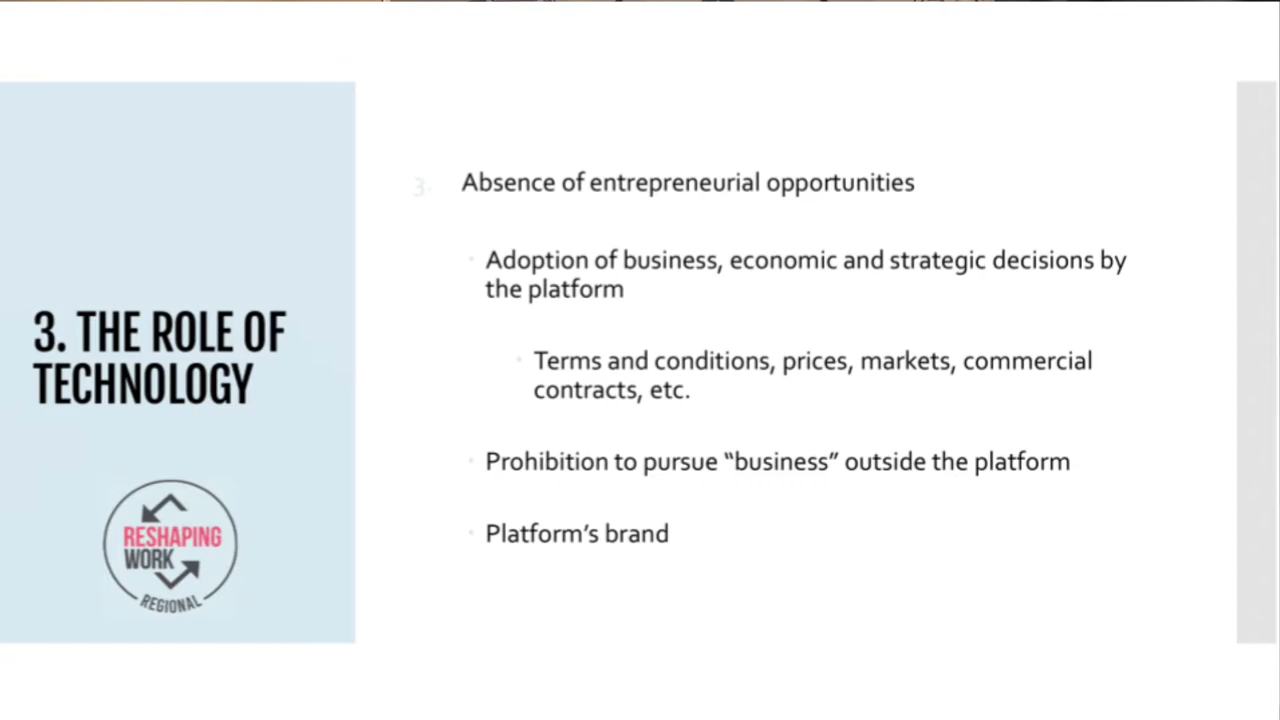 3. THE ROLE OF
TECHNOLOGY
RESHAPING
WORK
REGIONAL
3. Absence of entrepreneurial opportunities
Adoption of business, economic and strategic decisions by
the platform
Terms and conditions, prices, markets, commercial
contracts, etc.
Prohibition to pursue “business” outside the platform
Platform’s brand